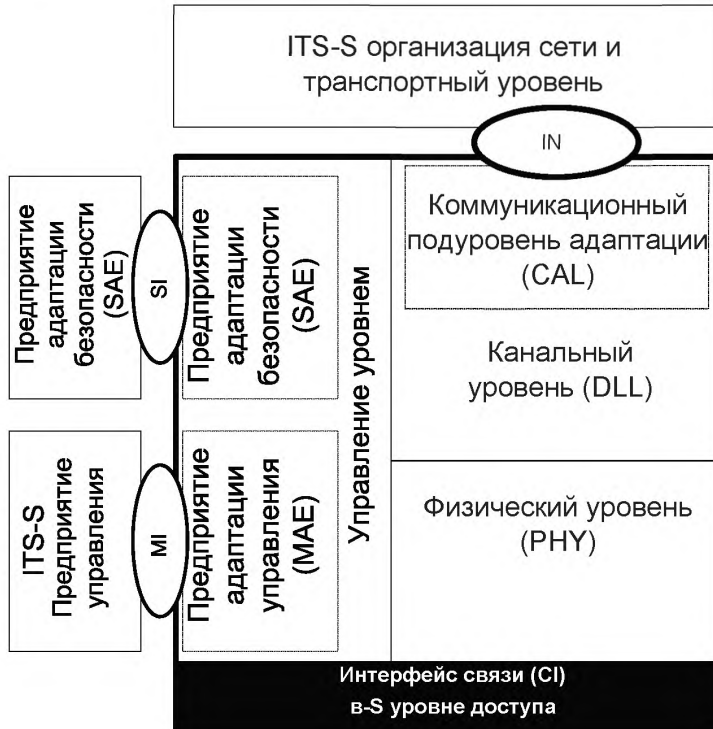 ITS-S организация сети и
транспортный уровень
IN
Предприятие
адаптации
безопасности
(SAE)
SI
Предприятие
адаптации
безопасности
(SAE)
Управление уровнем
Коммуникационный
подуровень адаптации
(CAL)
Канальный
уровень (DLL)
ITS-S
Предприятие
управления
MI
Предприятие
адаптации
управления
(MAE)
Физический уровень
(PHY)
Интерфейс связи (CI)
в-S уровне доступа